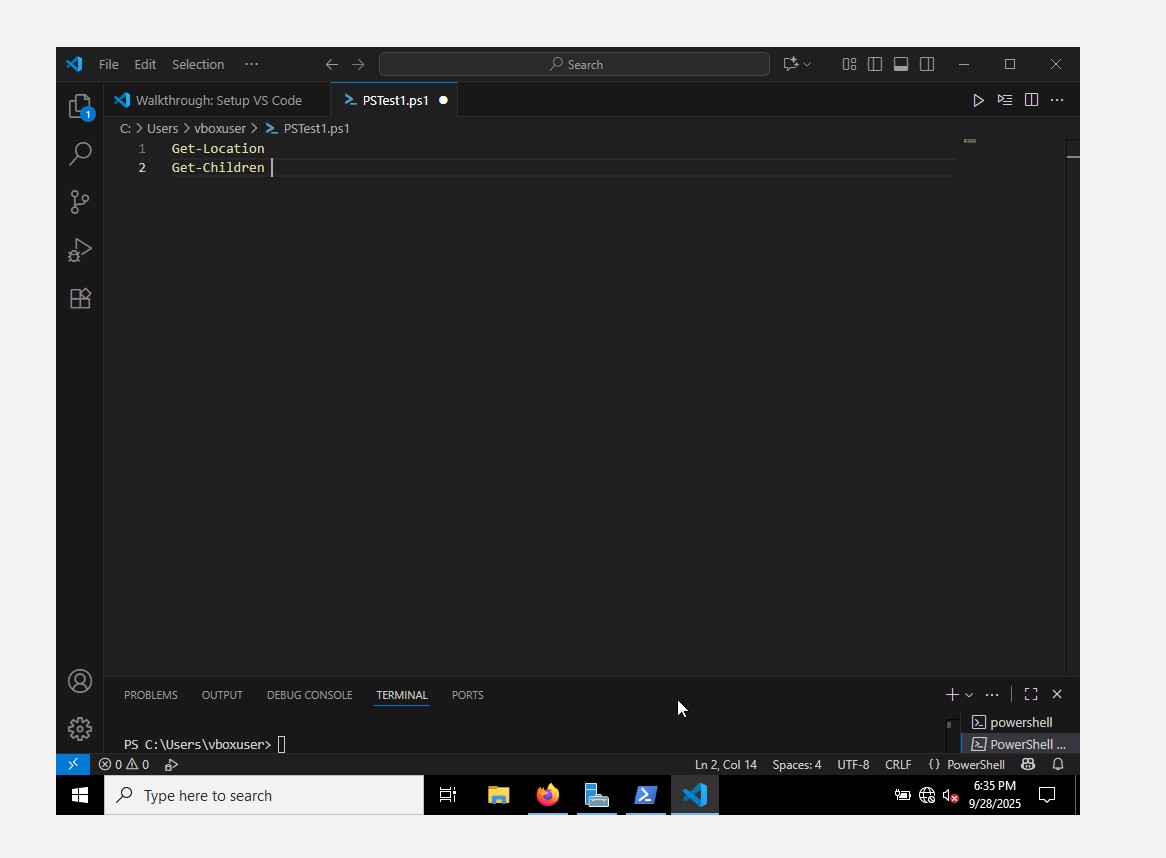 File Edit Selection ··· Search
Walkthrough: Setup VS Code PSTest1.ps1
1
C: > Users > vboxuser > PSTest1.ps1
1 Get-Location
2 Get-Children
PROBLEMS OUTPUT DEBUG CONSOLE TERMINAL PORTS
powershell
PS C:\Users\vboxuser> PowerShell ...
0 0 Ln 2, Col 14 Spaces: 4 UTF-8 CRLF {} PowerShell
Type here to search
6:35 PM
9/28/2025